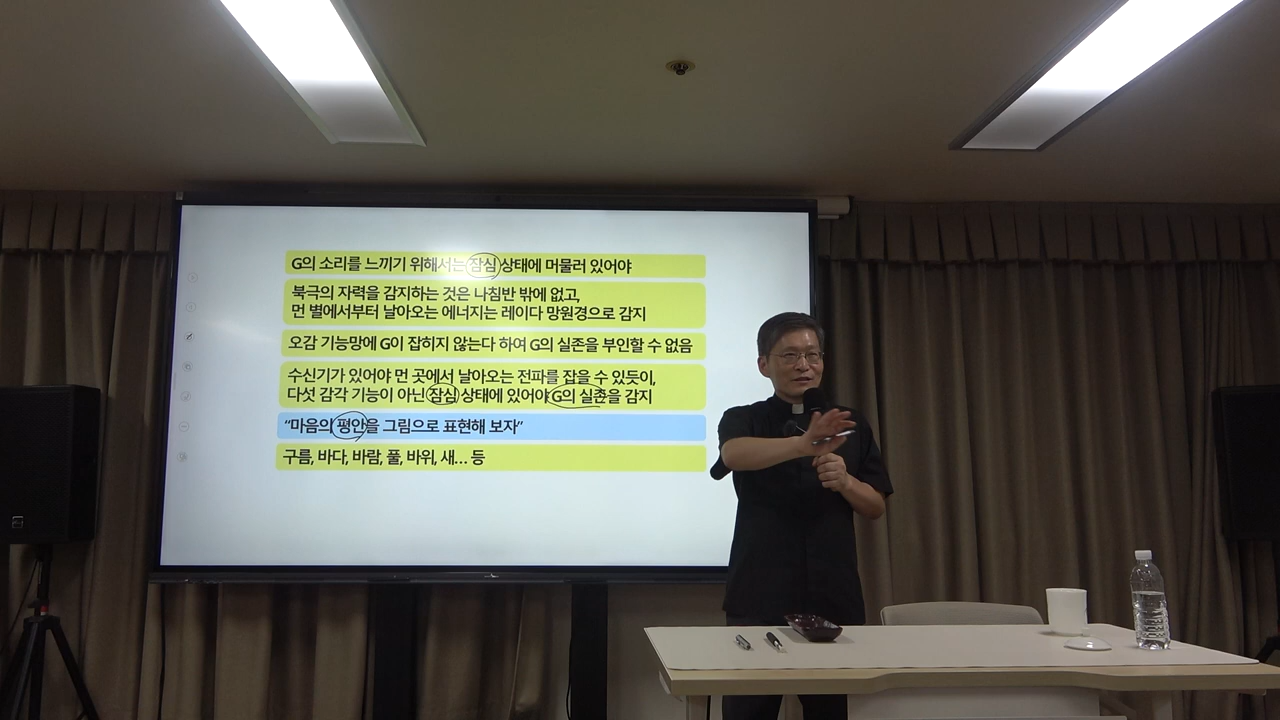 G의 소리를 느끼기 위해서는 잠심 상태에 머물러 있어야
북극의 자력을 감지하는 것은 나침반 밖에 없고,
먼 별에서부터 날아오는 에너지는 레이다 망원경으로 감지
오감 기능망에 G이 잡히지 않는다 하여 G의 실존을 부인할 수 없음
수신기가 있어야 먼 곳에서 날아오는 전파를 잡을 수 있듯이,
다섯 감각 기능이 아닌 잠심 상태에 있어야 G의 실존을 감지
“마음의 평안을 그림으로 표현해 보자”
구름, 바다, 바람, 풀, 바위, 새… 등